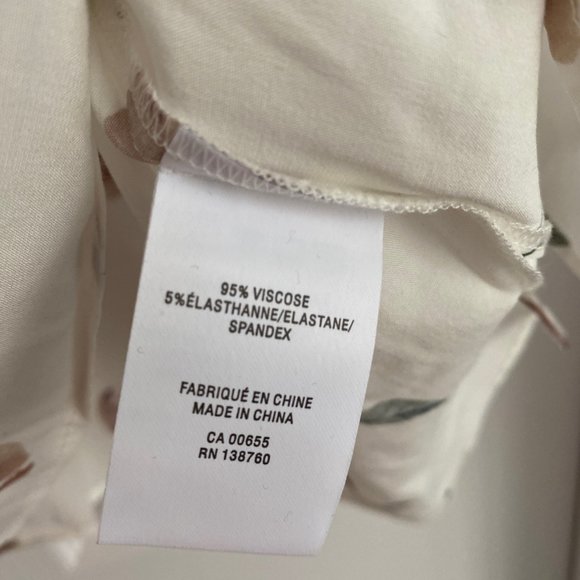 95% VISCOSE
5%ÉLASTHANNE/ELASTANE/
SPANDEX
FABRIQUÉ EN CHINE
MADE IN CHINA
CA 00655
RN 138760